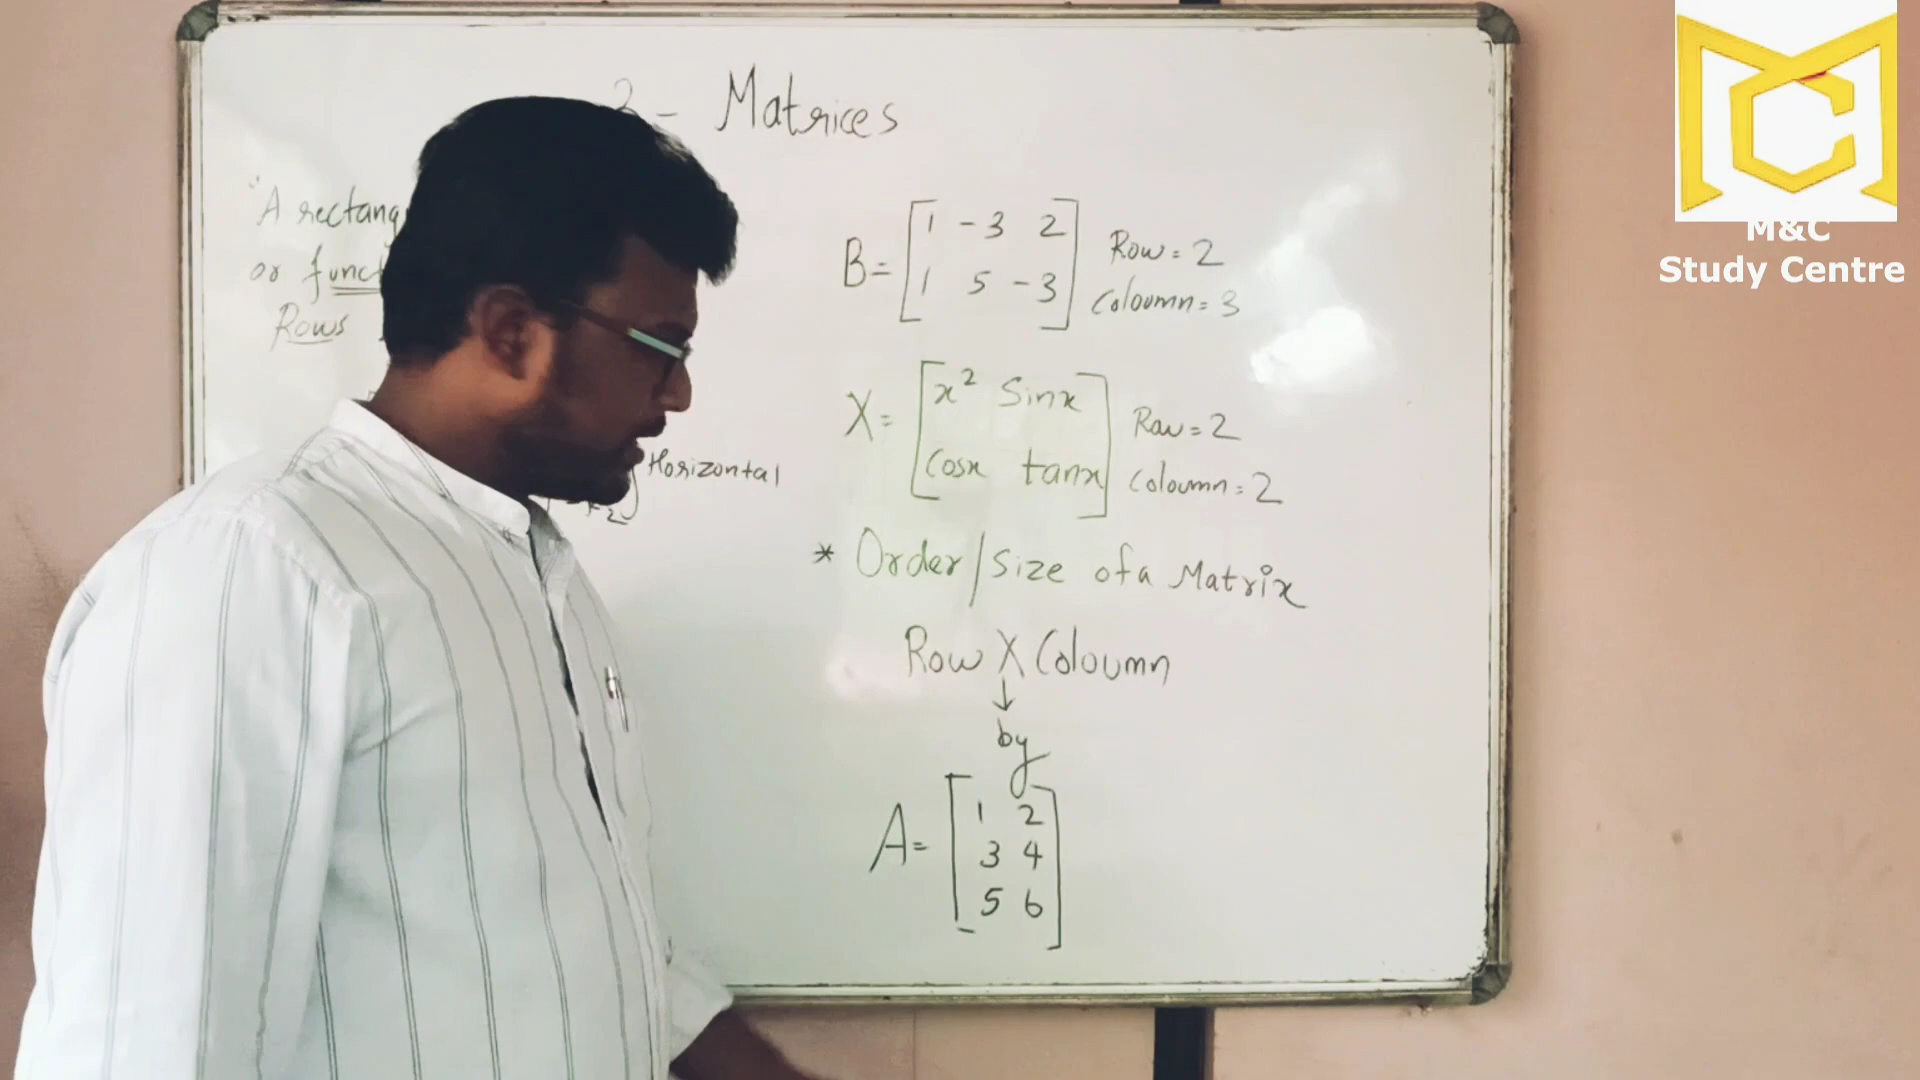 - Matrices
A rectang
or funct
Rows
Horizontal
B= [1 -3 2
1 5 -3]
Row = 2
Coloumn = 3
X= [x² Sinx
Cosx tanx]
Row = 2
Coloumn = 2
* Order/Size of a Matrix
Row X Coloumn
↓
by
A= [1 2
3 4
5 6]
M&C
Study Centre